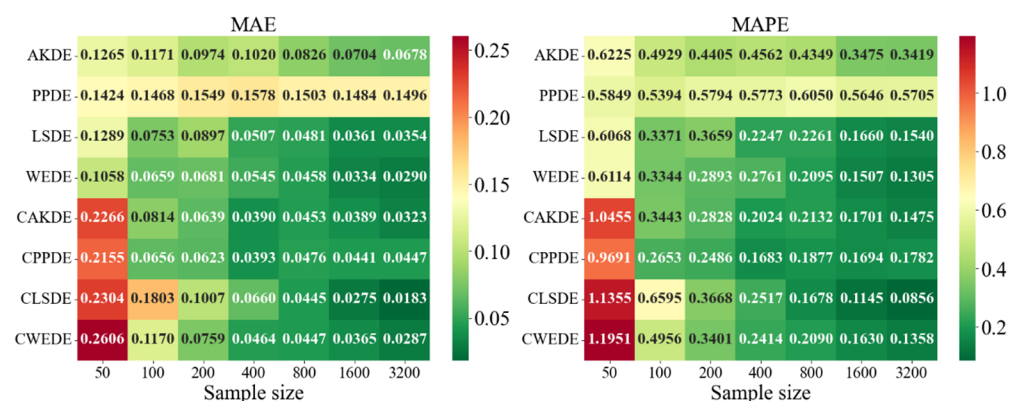 MAE
AKDE 0.1265 0.1171 0.0974 0.1020 0.0826 0.0704 0.0678
PPDE 0.1424 0.1468 0.1549 0.1578 0.1503 0.1484 0.1496
LSDE 0.1289 0.0753 0.0897 0.0507 0.0481 0.0361 0.0354
WEDE 0.1058 0.0659 0.0681 0.0545 0.0458 0.0334 0.0290
CAKDE 0.2266 0.0814 0.0639 0.0390 0.0453 0.0389 0.0323
CPPDE 0.2155 0.0656 0.0623 0.0393 0.0476 0.0441 0.0447
CLSDE 0.2304 0.1803 0.1007 0.0660 0.0445 0.0275 0.0183
CWEDE 0.2606 0.1170 0.0759 0.0464 0.0447 0.0365 0.0287
50 100 200 400 800 1600 3200
Sample size
0.25
0.20
0.15
0.10
0.05
MAPE
AKDE 0.6225 0.4929 0.4405 0.4562 0.4349 0.3475 0.3419
PPDE 0.5849 0.5394 0.5794 0.5773 0.6050 0.5646 0.5705
LSDE 0.6068 0.3371 0.3659 0.2247 0.2261 0.1660 0.1540
WEDE 0.6114 0.3344 0.2893 0.2761 0.2095 0.1507 0.1305
CAKDE 1.0455 0.3443 0.2828 0.2024 0.2132 0.1701 0.1475
CPPDE 0.9691 0.2653 0.2486 0.1683 0.1877 0.1694 0.1782
CLSDE 1.1355 0.6595 0.3668 0.2517 0.1678 0.1145 0.0856
CWEDE 1.1951 0.4956 0.3401 0.2414 0.2090 0.1630 0.1358
50 100 200 400 800 1600 3200
Sample size
1.0
0.8
0.6
0.4
0.2